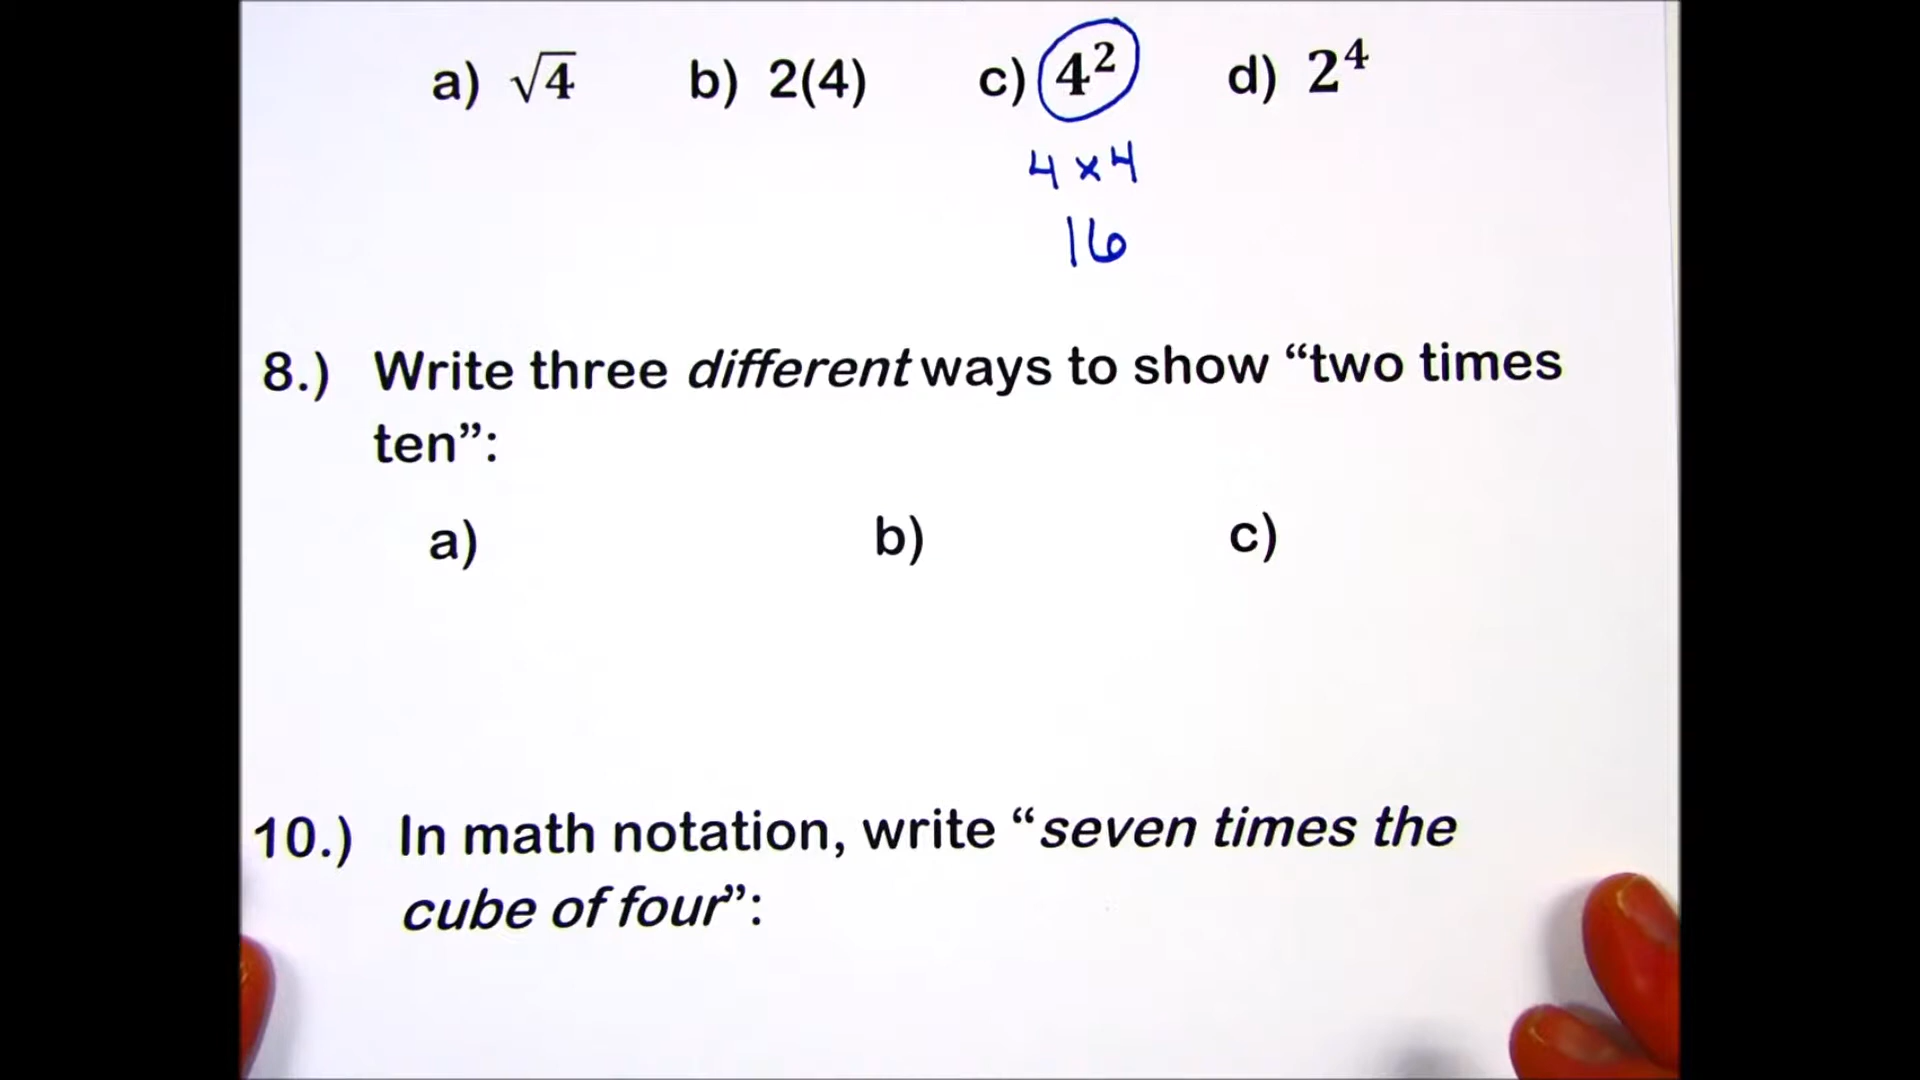 a) √4 b) 2(4) c) 4² d) 2⁴
4 × 4
16
8.) Write three different ways to show “two times
ten”:
a) b) c)
10.) In math notation, write “seven times the
cube of four”: